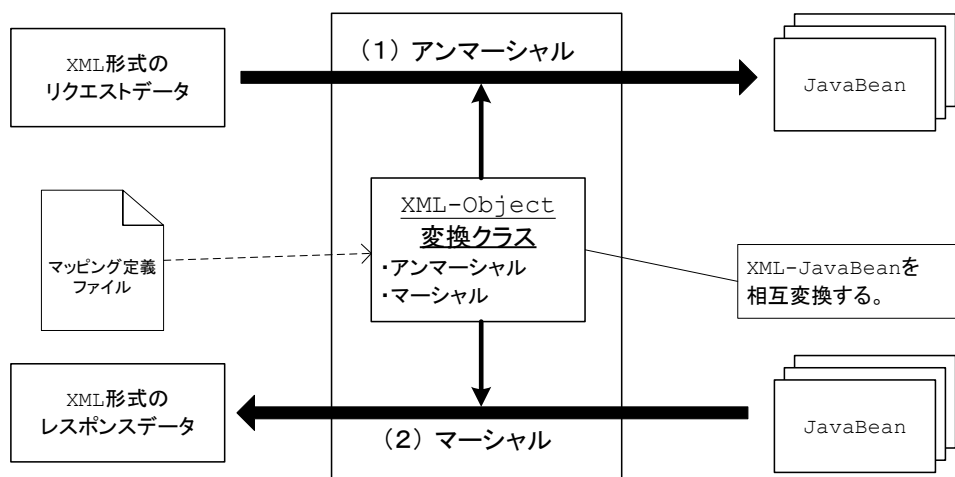 （１）アンマーシャル
XML形式の
リクエストデータ
JavaBean
XML-Object
変換クラス
・アンマーシャル
・マーシャル
マッピング定義
ファイル
XML-JavaBeanを
相互変換する。
XML形式の
レスポンスデータ
JavaBean
（２）マーシャル